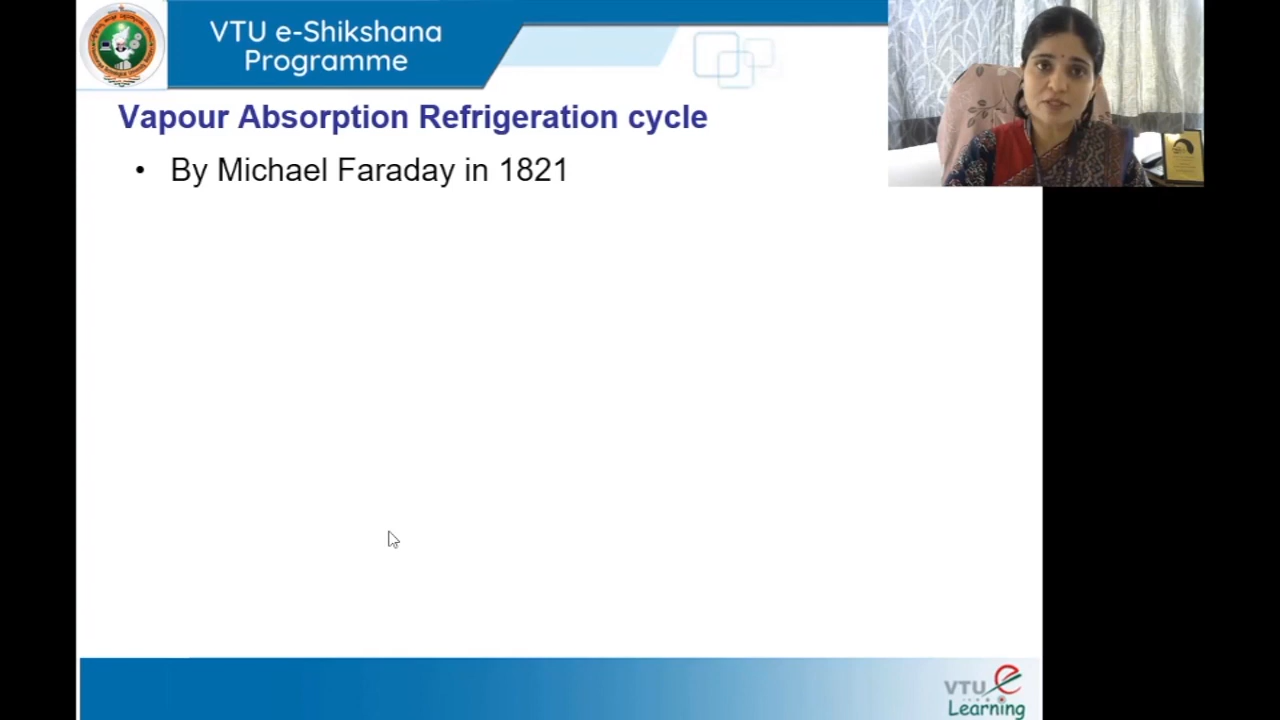 VTU e-Shikshana
Programme
Vapour Absorption Refrigeration cycle
• By Michael Faraday in 1821
VTU e
Learning